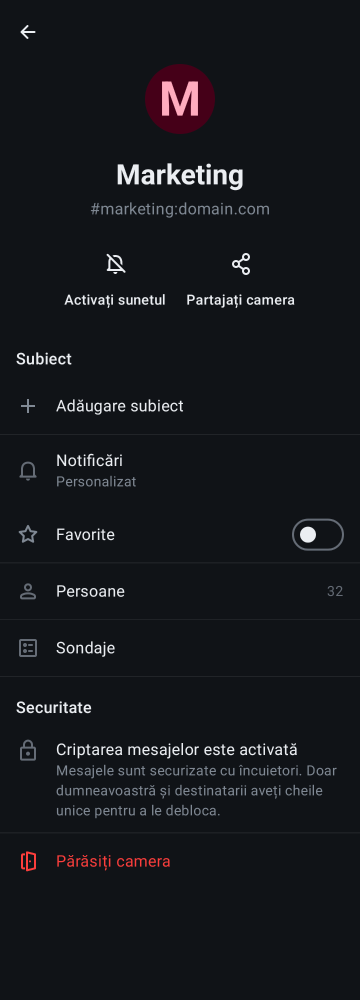 M
Marketing
#marketing:domain.com
Activați sunetul
Partajați camera
Subiect
Adăugare subiect
Notificări
Personalizat
Favorite
Persoane
32
Sondaje
Securitate
Criptarea mesajelor este activată
Mesajele sunt securizate cu încuietori. Doar
dumneavoastră și destinatarii aveți cheile
unice pentru a le debloca.
Părăsiți camera